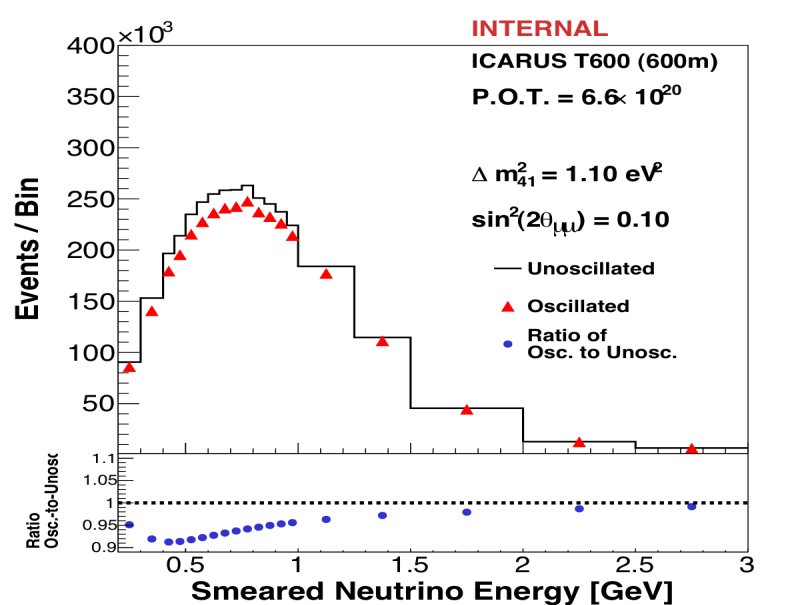 INTERNAL
400 ×10³
ICARUS T600 (600m)
350
P.O.T. = 6.6× 10²⁰
300
Δ m²₄₁ = 1.10 eV²
250
sin²(2θμμ) = 0.10
200
Unoscillated
150
Oscillated
Ratio of
Osc. to Unosc.
100
50
Events / Bin
1.1
1.05
1
0.95
0.9
Ratio
Osc.-to-Unosc
0.5 1 1.5 2 2.5 3
Smeared Neutrino Energy [GeV]